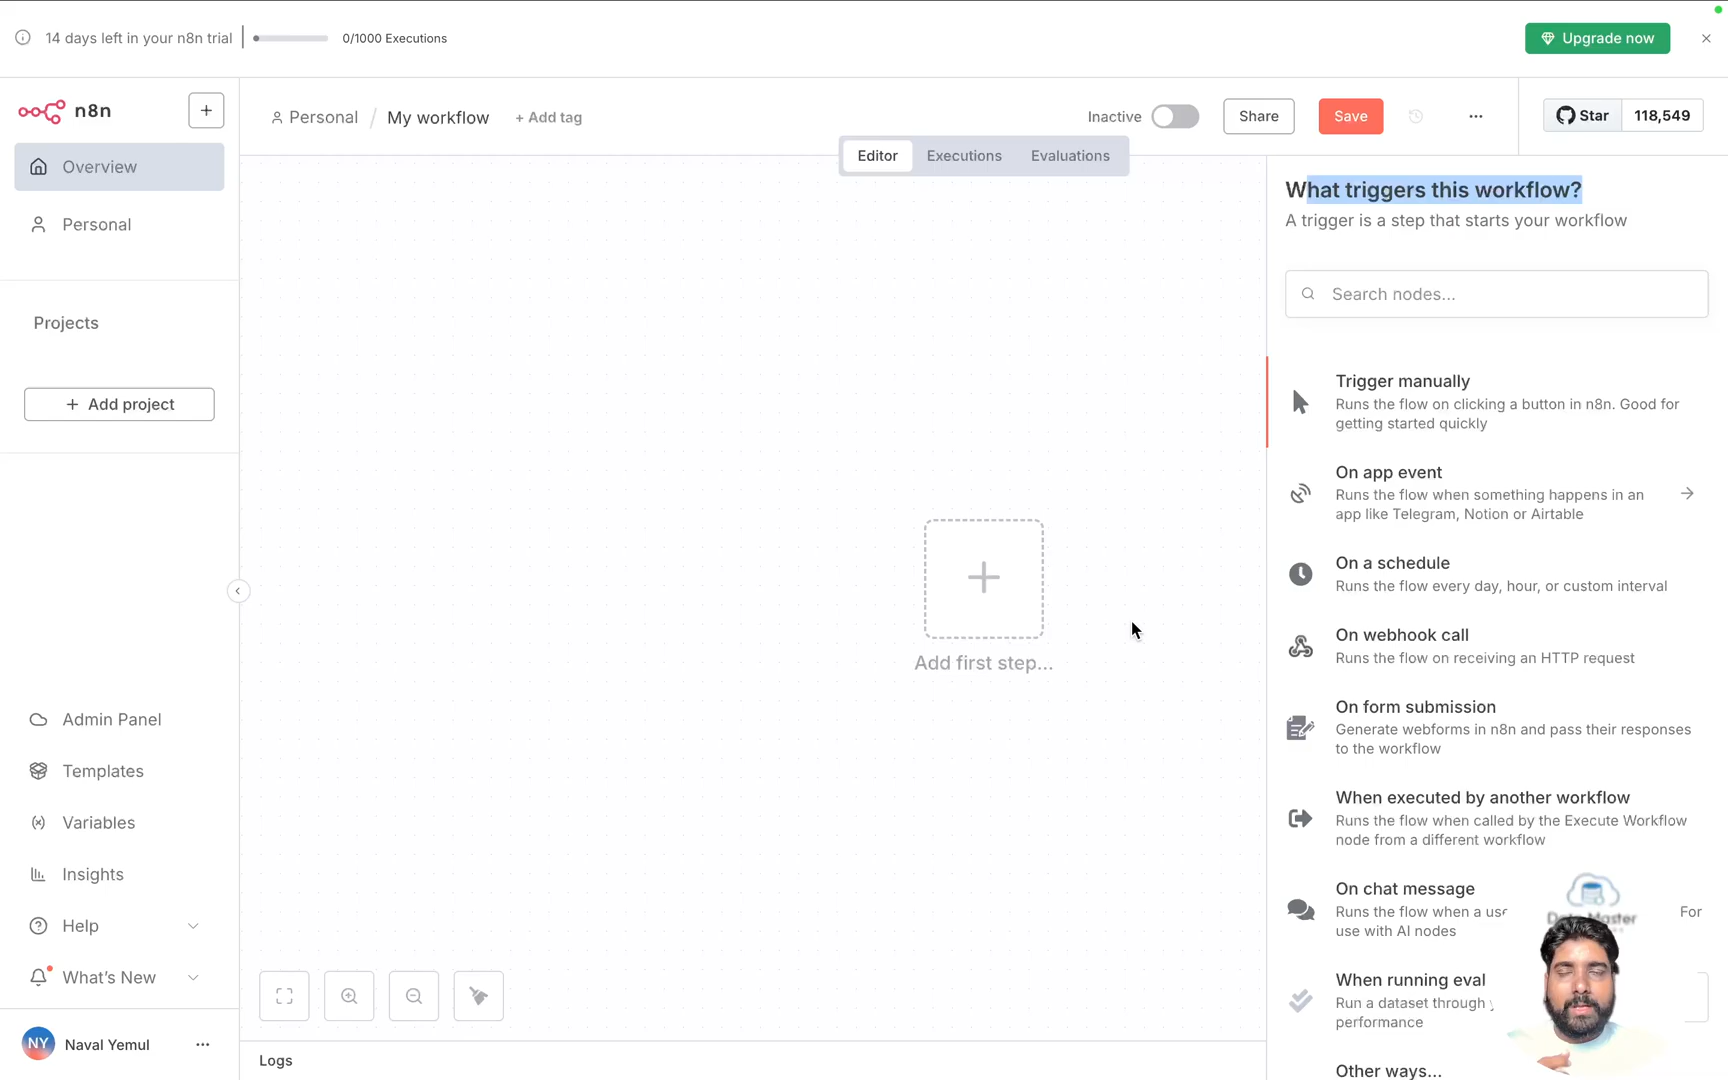 14 days left in your n8n trial
0/1000 Executions
Upgrade now
n8n
Personal / My workflow
+ Add tag
Inactive
Share
Save
Star
118,549
Overview
Personal
Projects
+ Add project
Editor
Executions
Evaluations
Add first step...
What triggers this workflow?
A trigger is a step that starts your workflow
Search nodes...
Trigger manually
Runs the flow on clicking a button in n8n. Good for
getting started quickly
On app event
Runs the flow when something happens in an
app like Telegram, Notion or Airtable
On a schedule
Runs the flow every day, hour, or custom interval
On webhook call
Runs the flow on receiving an HTTP request
On form submission
Generate webforms in n8n and pass their responses
to the workflow
When executed by another workflow
Runs the flow when called by the Execute Workflow
node from a different workflow
On chat message
Runs the flow when a use For
use with AI nodes
When running eval
Run a dataset through
performance
Other ways...
Admin Panel
Templates
Variables
Insights
Help
What's New
NY
Naval Yemul
Logs